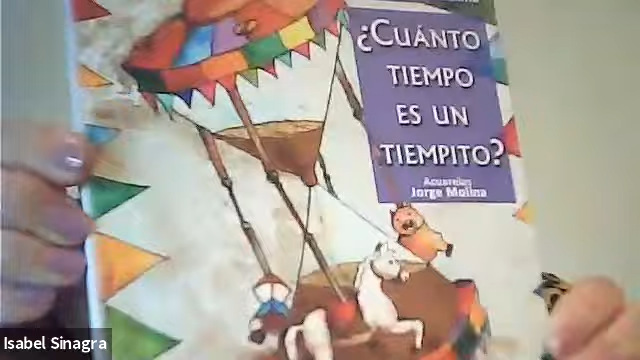 ¿CUÁNTO
TIEMPO
ES UN
TIEMPITO?
Acuarelas
Jorge Molina
Isabel Sinagra